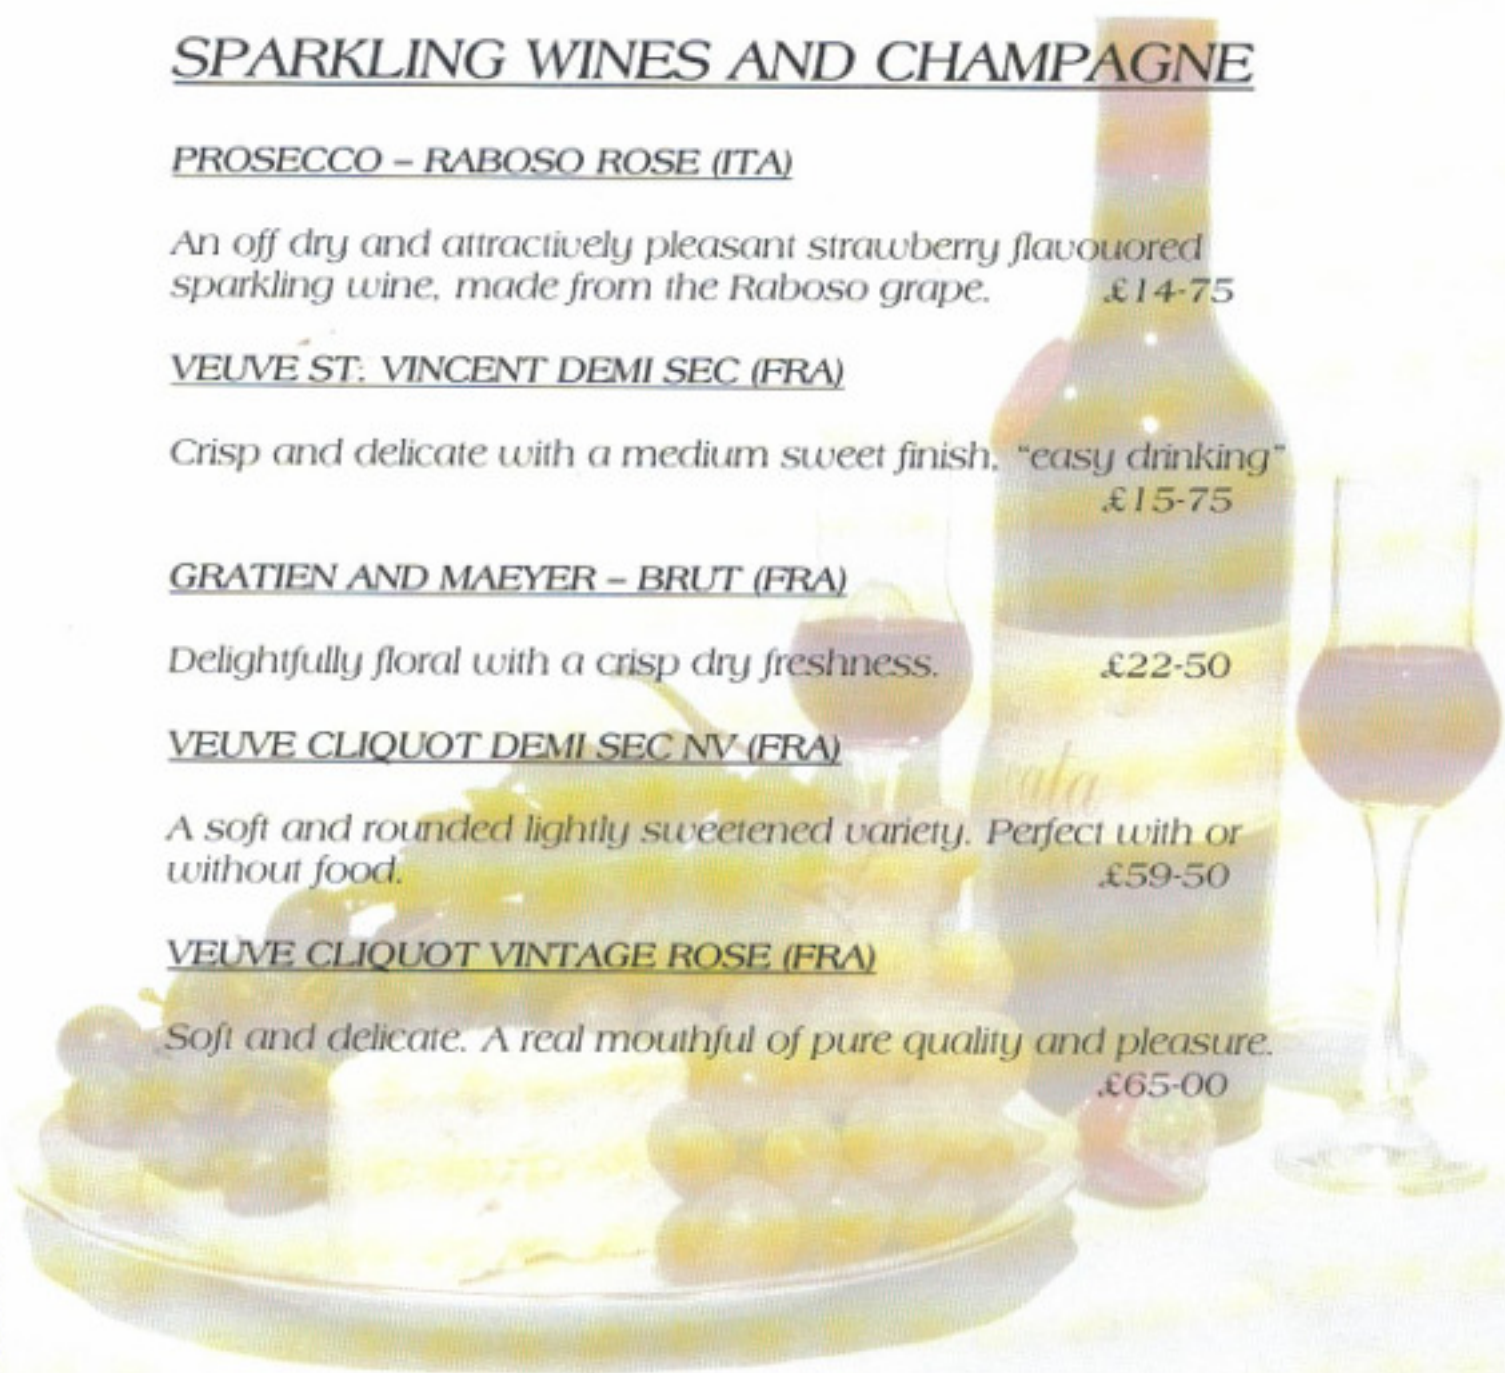 SPARKLING WINES AND CHAMPAGNE
PROSECCO – RABOSO ROSE (ITA)
An off dry and attractively pleasant strawberry flavouored
sparkling wine, made from the Raboso grape. £14-75
VEUVE ST. VINCENT DEMI SEC (FRA)
Crisp and delicate with a medium sweet finish, "easy drinking"
£15-75
GRATIEN AND MAEYER – BRUT (FRA)
Delightfully floral with a crisp dry freshness. £22-50
VEUVE CLIQUOT DEMI SEC NV (FRA)
A soft and rounded lightly sweetened variety. Perfect with or
without food. £59-50
VEUVE CLIQUOT VINTAGE ROSE (FRA)
Soft and delicate. A real mouthful of pure quality and pleasure.
£65-00